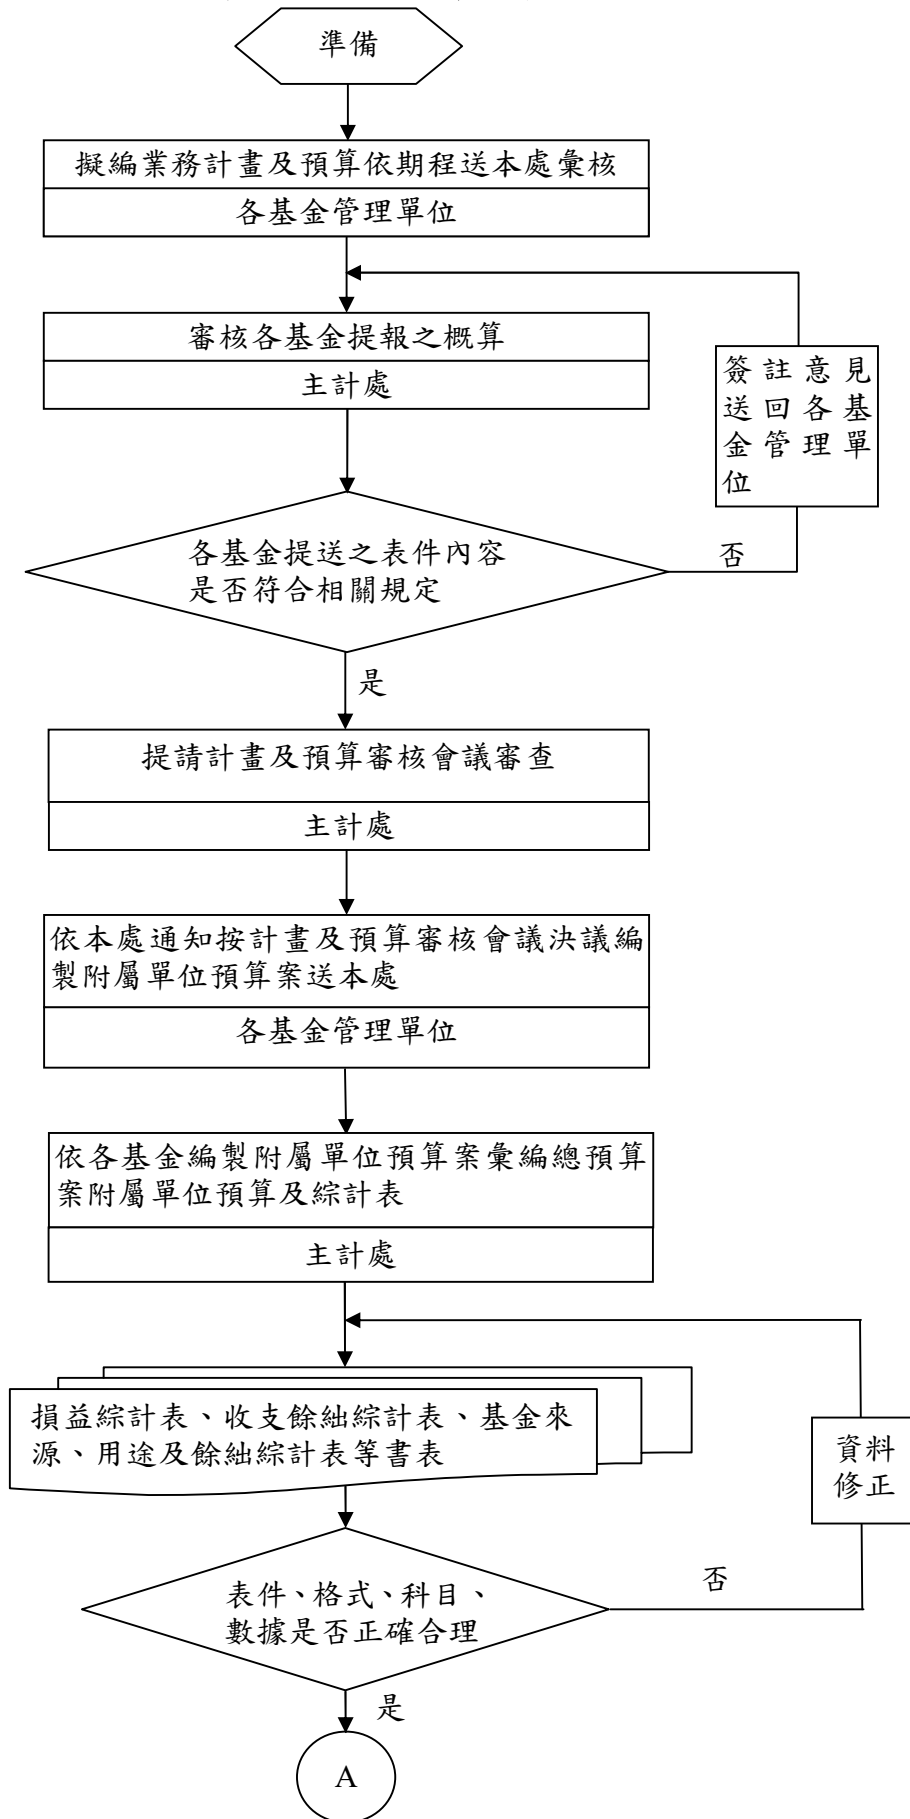 準備
擬編業務計畫及預算依期程送本處彙核
各基金管理單位
審核各基金提報之概算
主計處
簽註意見
送回各基
金管理單
位
各基金提送之表件內容
是否符合相關規定
否
是
提請計畫及預算審核會議審查
主計處
依本處通知按計畫及預算審核會議決議編
製附屬單位預算案送本處
各基金管理單位
依各基金編製附屬單位預算案彙編總預算
案附屬單位預算及綜計表
主計處
損益綜計表、收支餘絀綜計表、基金來
源、用途及餘絀綜計表等書表
資料
修正
表件、格式、科目、
數據是否正確合理
否
是
A